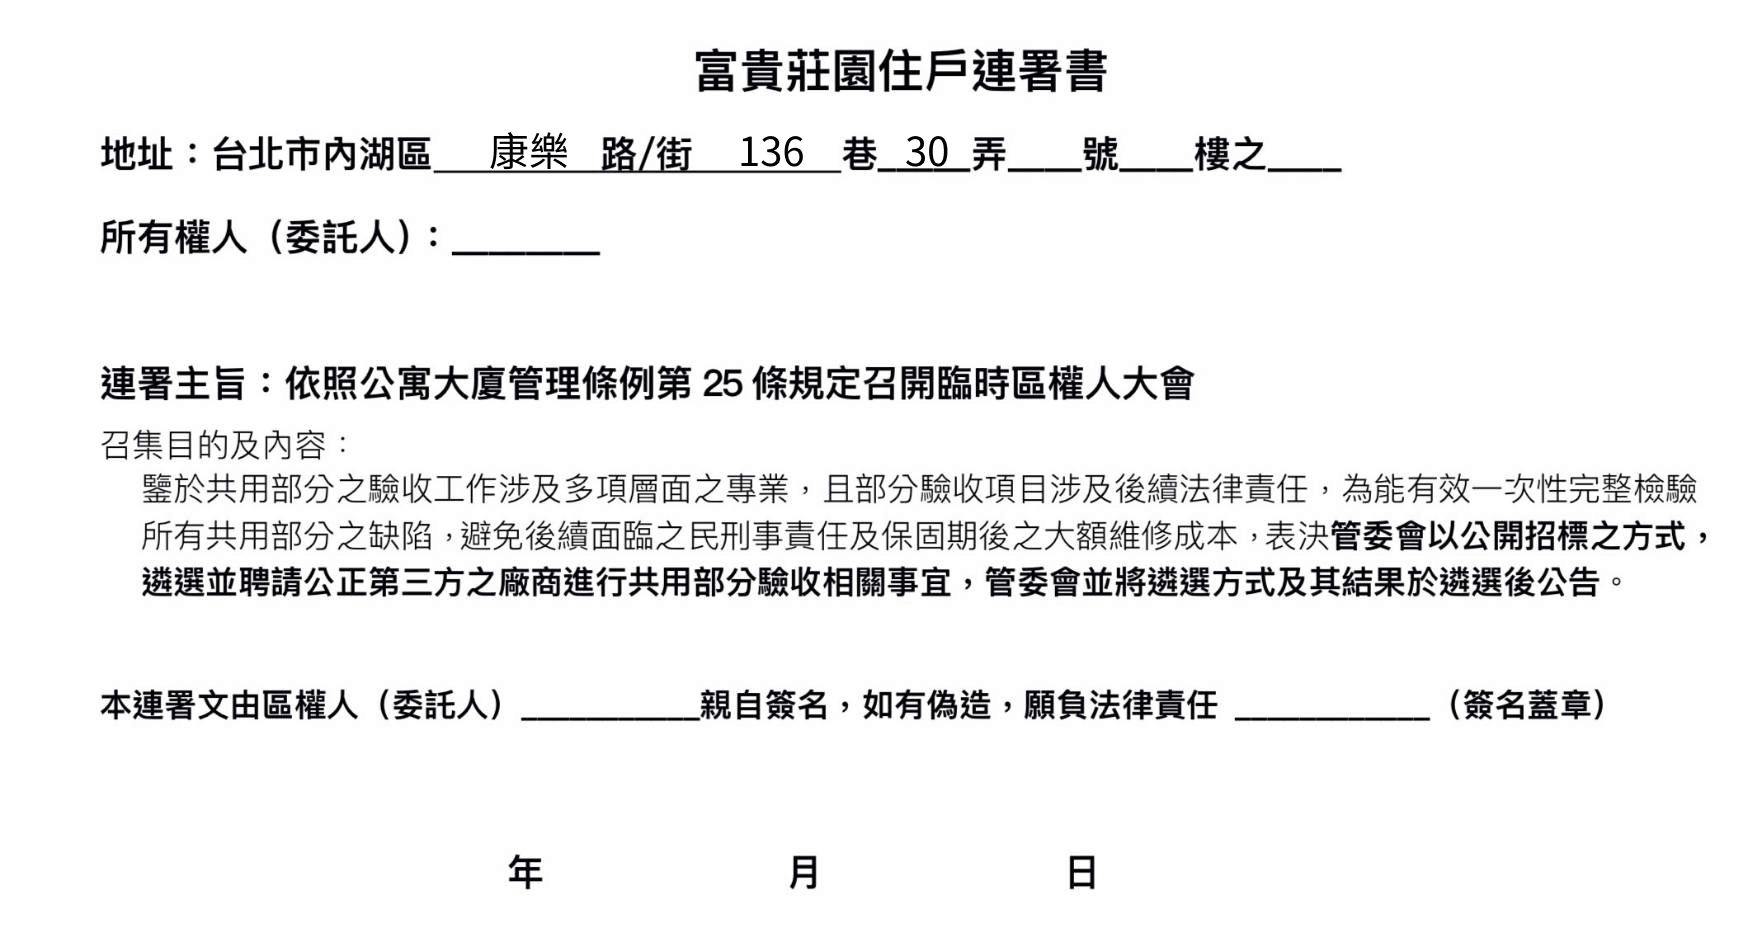 富貴莊園住戶連署書
地址：台北市內湖區____康樂__路/街__136__巷__30_弄____號____樓之____
所有權人（委託人）：________
連署主旨：依照公寓大廈管理條例第 25 條規定召開臨時區權人大會
召集目的及內容：
鑒於共用部分之驗收工作涉及多項層面之專業，且部分驗收項目涉及後續法律責任，為能有效一次性完整檢驗
所有共用部分之缺陷，避免後續面臨之民刑事責任及保固期後之大額維修成本，表決管委會以公開招標之方式，
遴選並聘請公正第三方之廠商進行共用部分驗收相關事宜，管委會並將遴選方式及其結果於遴選後公告。
本連署文由區權人（委託人）___________親自簽名，如有偽造，願負法律責任 ____________（簽名蓋章）
年 月 日